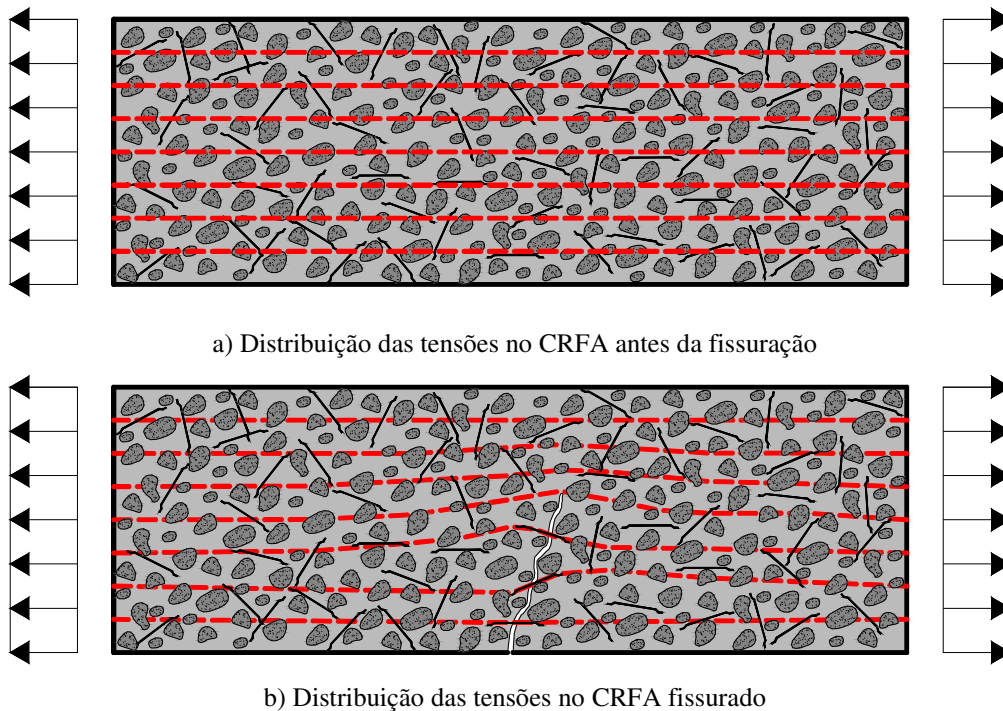 a) Distribuição das tensões no CRFA antes da fissuração
b) Distribuição das tensões no CRFA fissurado